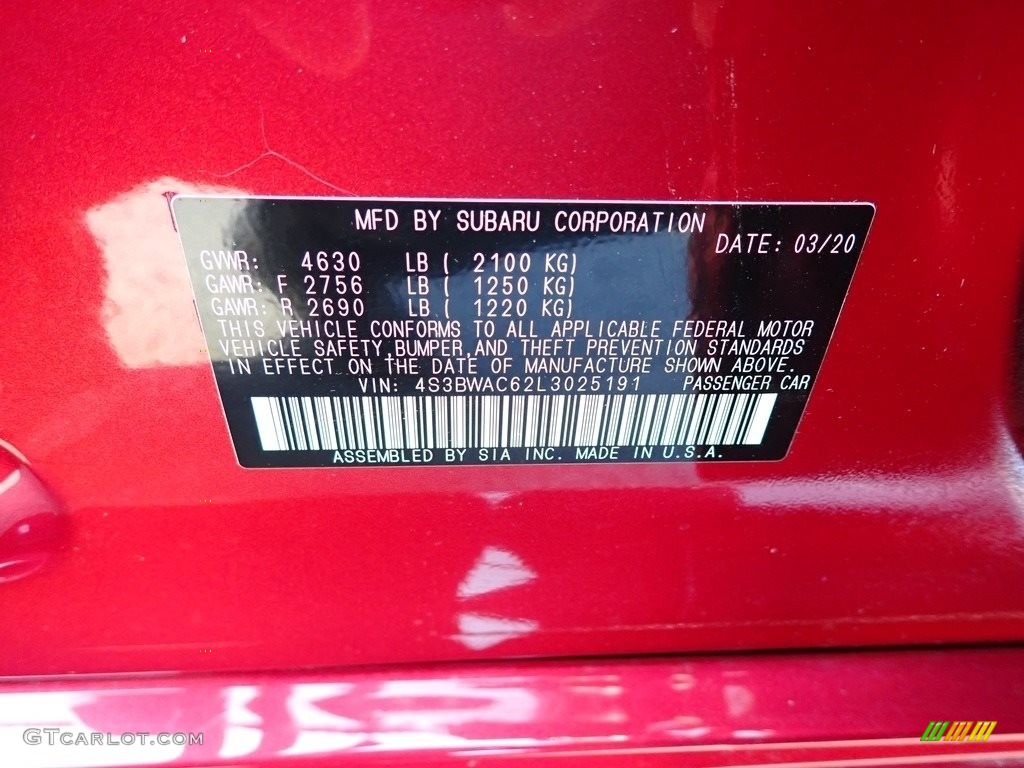 MFD BY SUBARU CORPORATION
DATE: 03/20
GVWR: 4630 LB ( 2100 KG)
GAWR: F 2756 LB ( 1250 KG)
GAWR: R 2690 LB ( 1220 KG)
THIS VEHICLE CONFORMS TO ALL APPLICABLE FEDERAL MOTOR
VEHICLE SAFETY,BUMPER,AND THEFT PREVENTION STANDARDS
IN EFFECT ON THE DATE OF MANUFACTURE SHOWN ABOVE.
VIN: 4S3BWAC62L3025191 PASSENGER CAR
ASSEMBLED BY SIA INC. MADE IN U.S.A.
GTCARLOT.COM